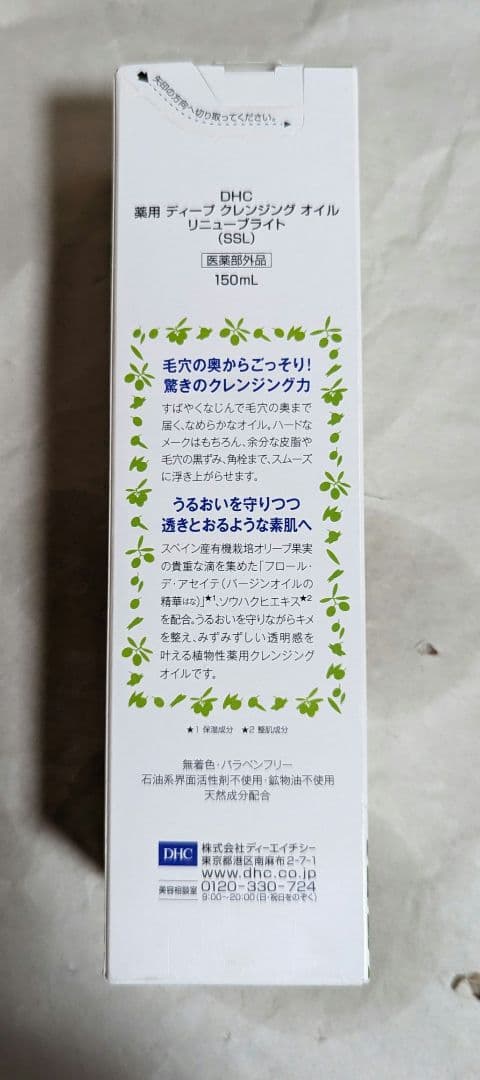 矢印の方向へ切り取ってください。
DHC
薬用 ディープ クレンジング オイル
リニューブライト
(SSL)
医薬部外品
150mL
毛穴の奥からごっそり!
驚きのクレンジング力
すばやくなじんで毛穴の奥まで
届く、なめらかなオイル。ハードな
メークはもちろん、余分な皮脂や
毛穴の黒ずみ、角栓まで、スムーズ
に浮き上がらせます。
うるおいを守りつつ
透きとおるような素肌へ
スペイン産有機栽培オリーブ果実
の貴重な滴を集めた「フロール・
デ・アセイテ(バージンオイルの
精華はな)」★1、ソウハクヒエキス★2
を配合。うるおいを守りながらキメ
を整え、みずみずしい透明感を
叶える植物性薬用クレンジング
オイルです。
★1 保湿成分 ★2 整肌成分
無着色・パラベンフリー
石油系界面活性剤不使用・鉱物油不使用
天然成分配合
DHC 株式会社ディーエイチシー
東京都港区南麻布2-7-1
www.dhc.co.jp
美容相談室 0120-330-724
9:00~20:00(日・祝日をのぞく)